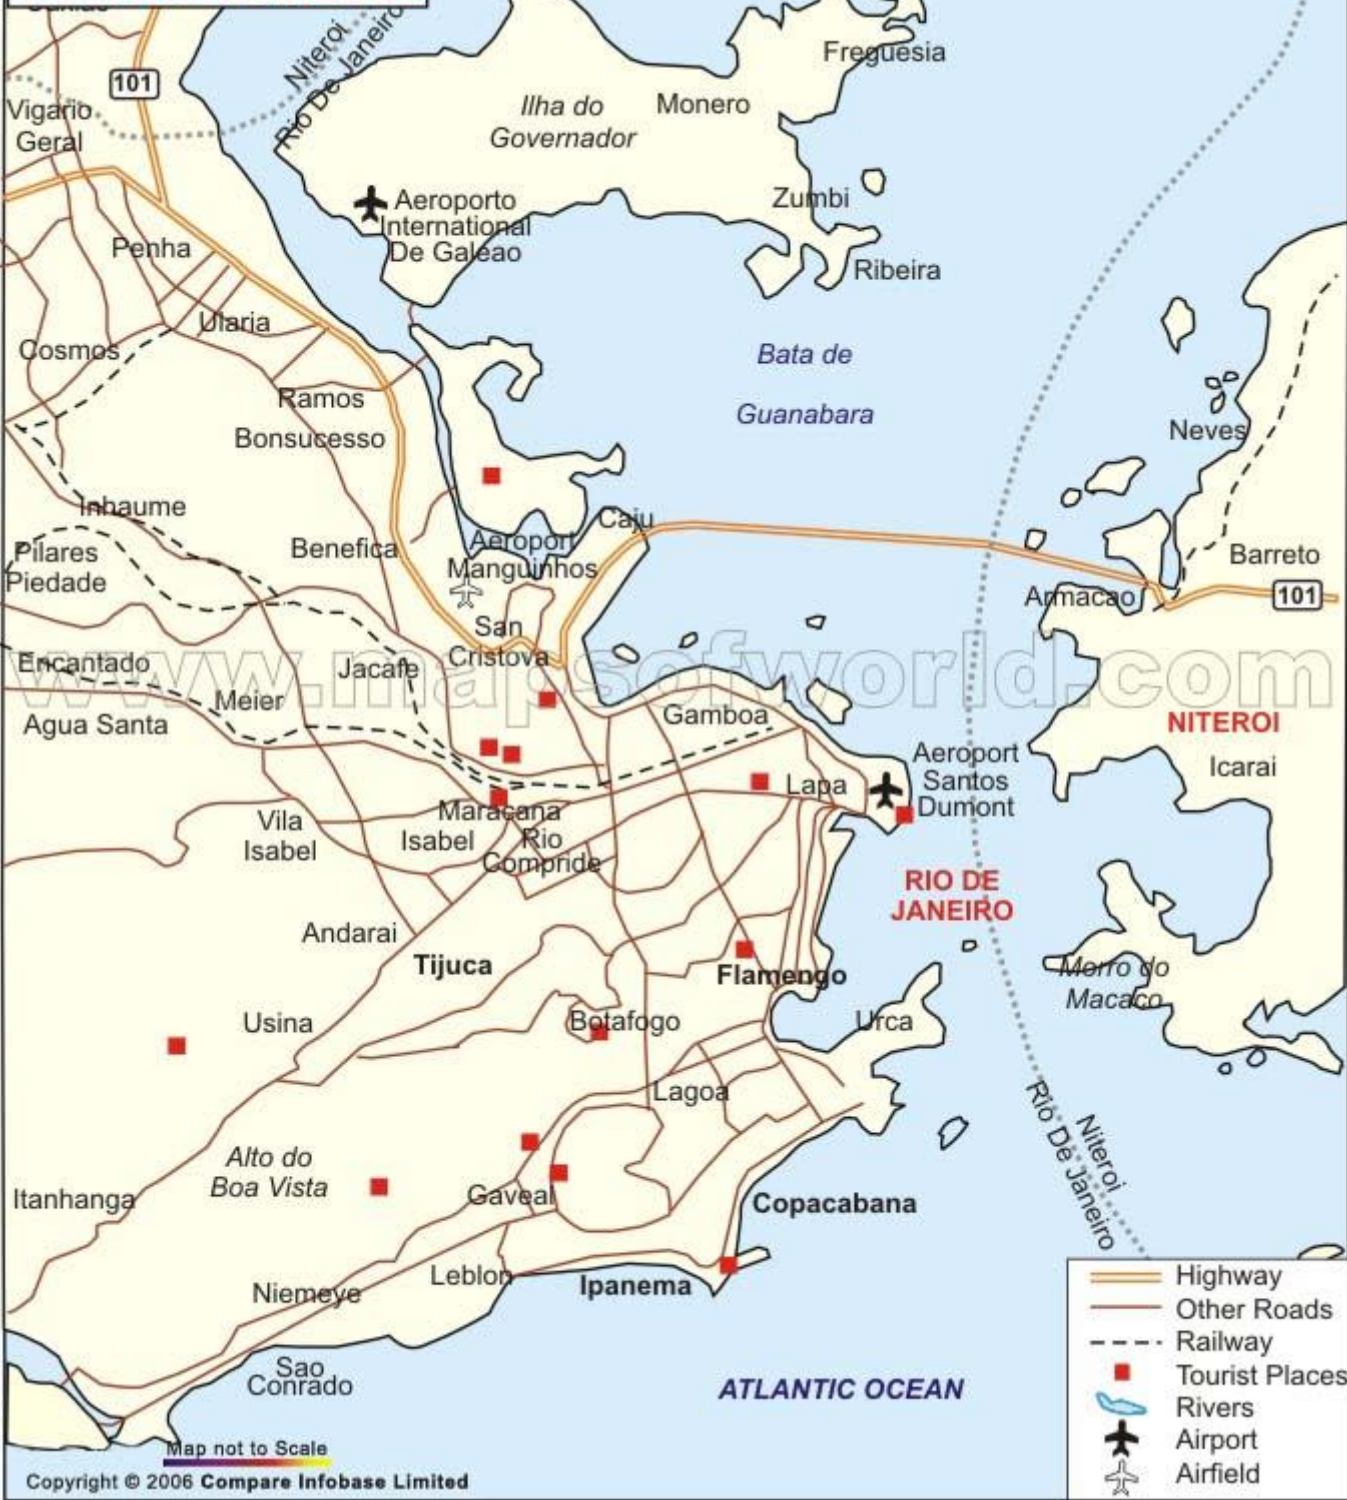 Niteroi
Rio De Janeiro
Freguesia
101
Vigario
Geral
Ilha do
Governador
Monero
Zumbi
Aeroporto
International
De Galeao
Penha
Ribeira
Ularia
Cosmos
Bata de
Guanabara
Ramos
Bonsucesso
Neves
Inhaume
Caju
Benefica
Aeroport
Manguinhos
Pilares
Piedade
Barreto
Armacao
101
San
Cristova
www.mapsofworld.com
Encantado
Jacafe
Meier
Agua Santa
Gamboa
NITEROI
Icarai
Aeroport
Santos
Dumont
Lapa
Maracana
Vila
Isabel
Isabel
Rio
Compride
RIO DE
JANEIRO
Andarai
Tijuca
Flamengo
Morro do
Macaco
Usina
Botafogo
Urca
Lagoa
Niteroi
Rio De Janeiro
Alto do
Boa Vista
Itanhanga
Gaveal
Copacabana
Leblon
Ipanema
Niemeye
Sao
Conrado
ATLANTIC OCEAN
Highway
Other Roads
Railway
Tourist Places
Rivers
Airport
Airfield
Map not to Scale
Copyright © 2006 Compare Infobase Limited